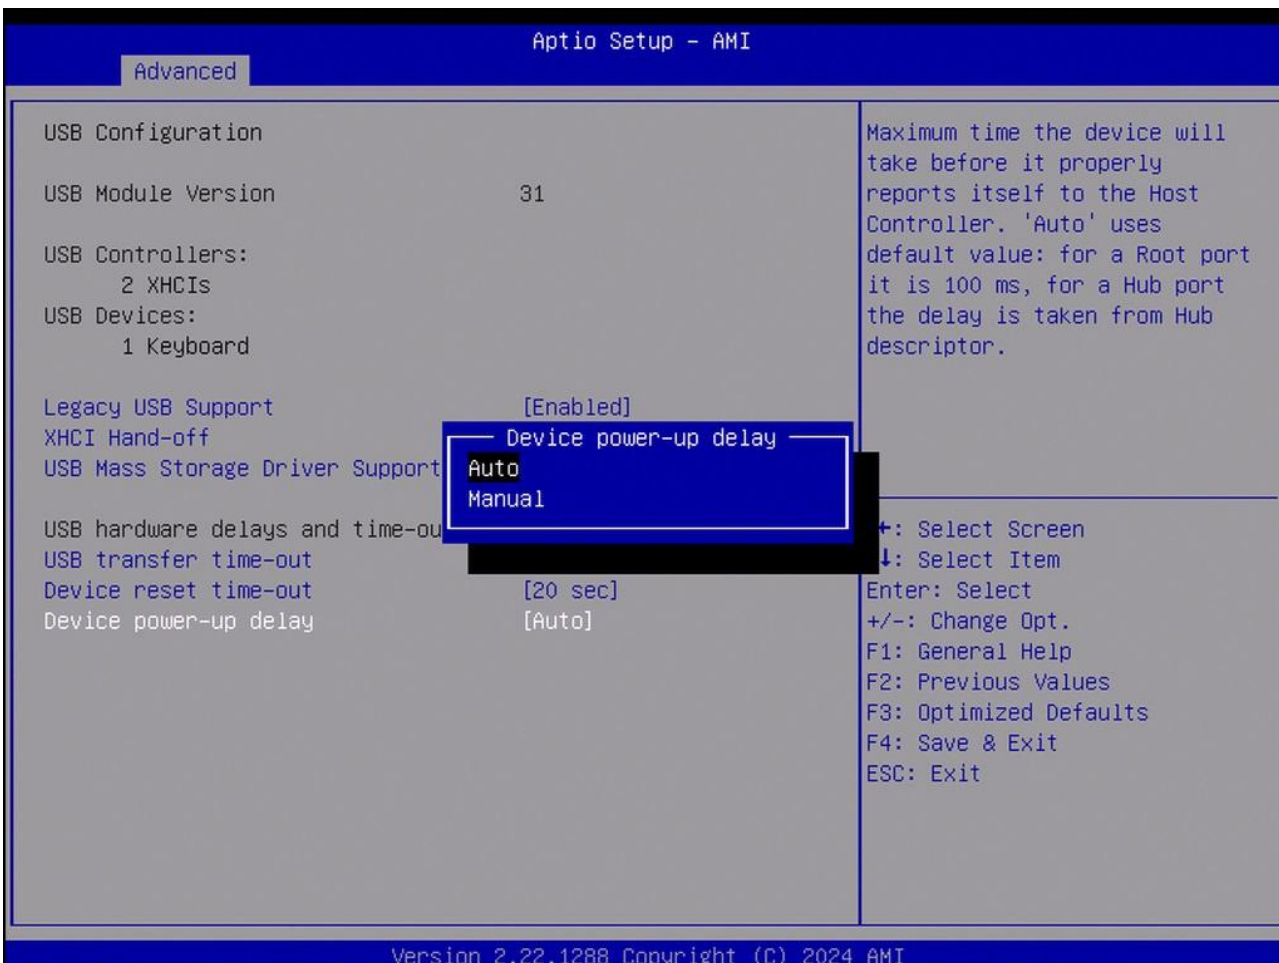 Aptio Setup – AMI
Advanced
USB Configuration
USB Module Version 31
USB Controllers:
2 XHCIs
USB Devices:
1 Keyboard
Legacy USB Support [Enabled]
XHCI Hand-off
USB Mass Storage Driver Support
USB hardware delays and time-ou
USB transfer time-out
Device reset time-out [20 sec]
Device power-up delay [Auto]
Device power-up delay
Auto
Manual
Maximum time the device will
take before it properly
reports itself to the Host
Controller. 'Auto' uses
default value: for a Root port
it is 100 ms, for a Hub port
the delay is taken from Hub
descriptor.
←: Select Screen
↓: Select Item
Enter: Select
+/-: Change Opt.
F1: General Help
F2: Previous Values
F3: Optimized Defaults
F4: Save & Exit
ESC: Exit
Version 2.22.1288 Copyright (C) 2024 AMI